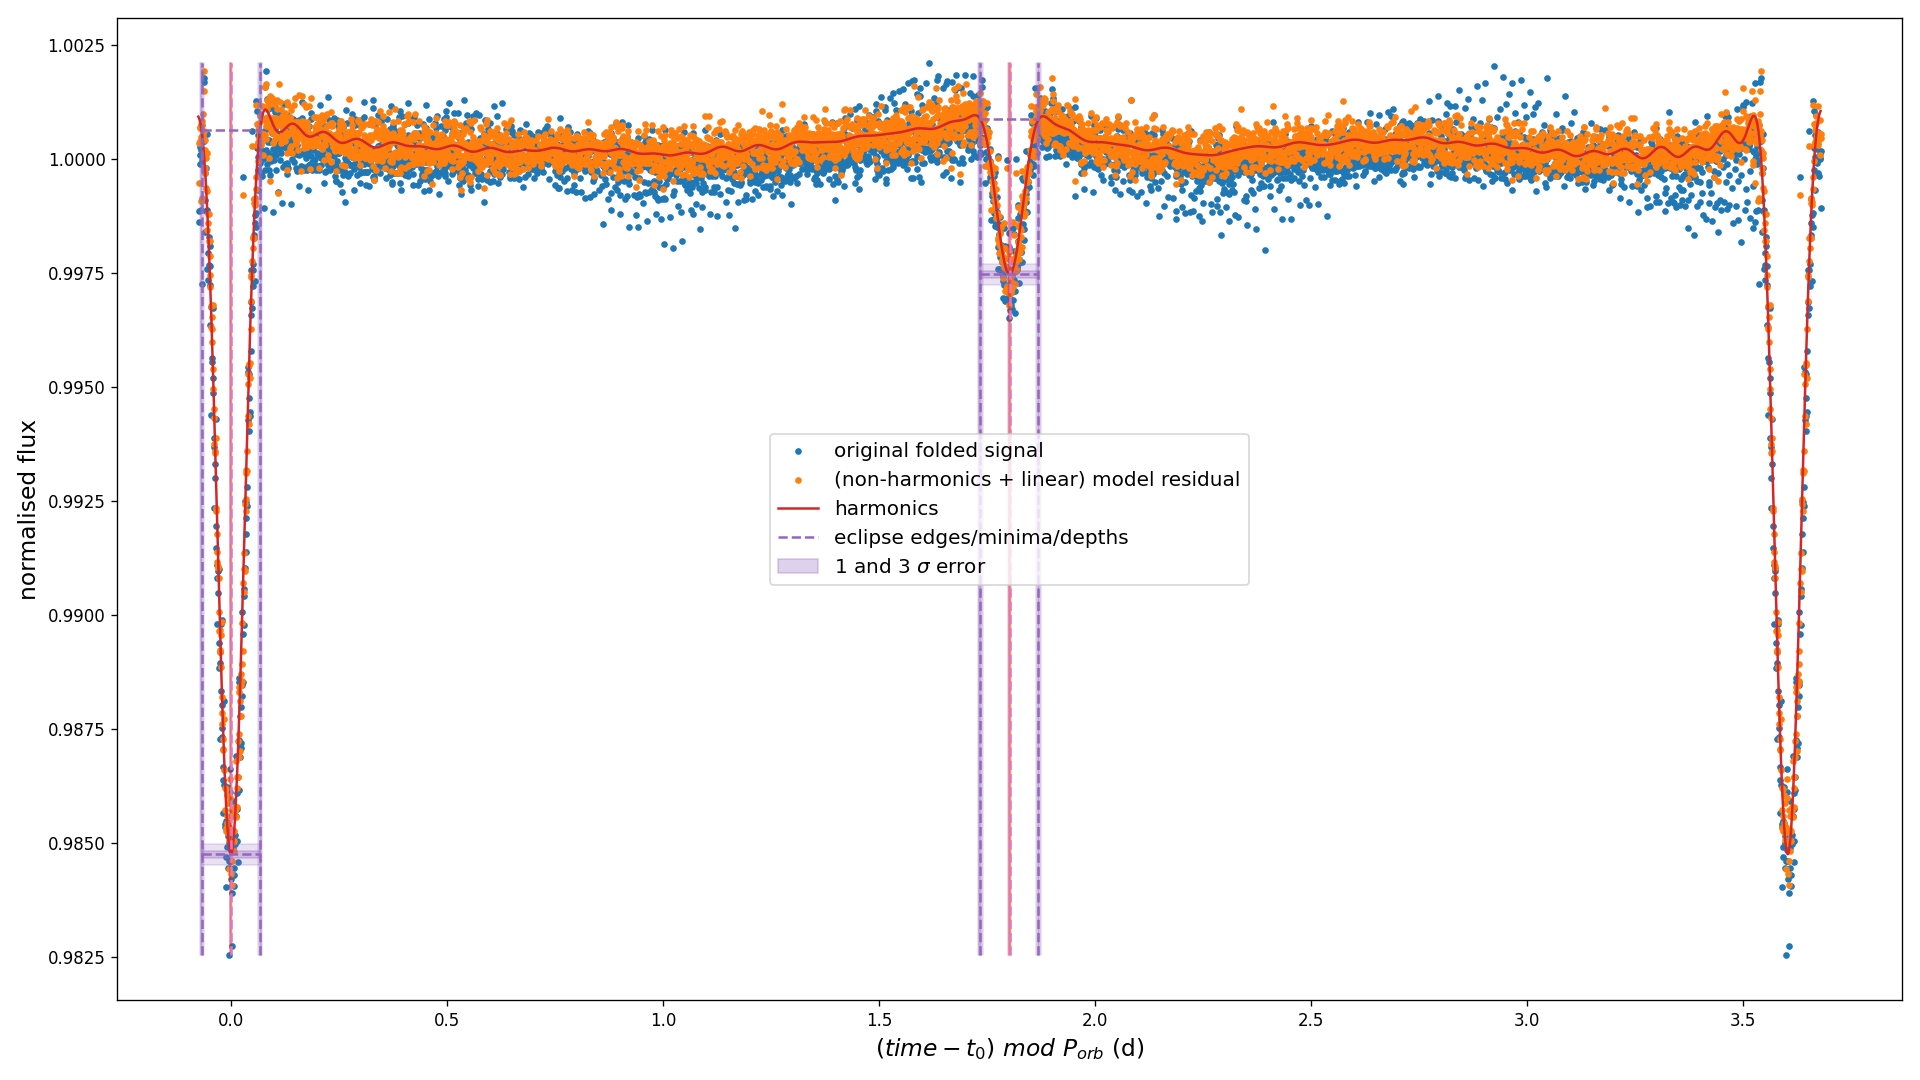 1.0025
1.0000
0.9975
0.9950
0.9925
0.9900
0.9875
0.9850
0.9825
normalised flux
original folded signal
(non-harmonics + linear) model residual
harmonics
eclipse edges/minima/depths
1 and 3 σ error
0.0 0.5 1.0 1.5 2.0 2.5 3.0 3.5
(time − t₀) mod Pₒᵣb (d)